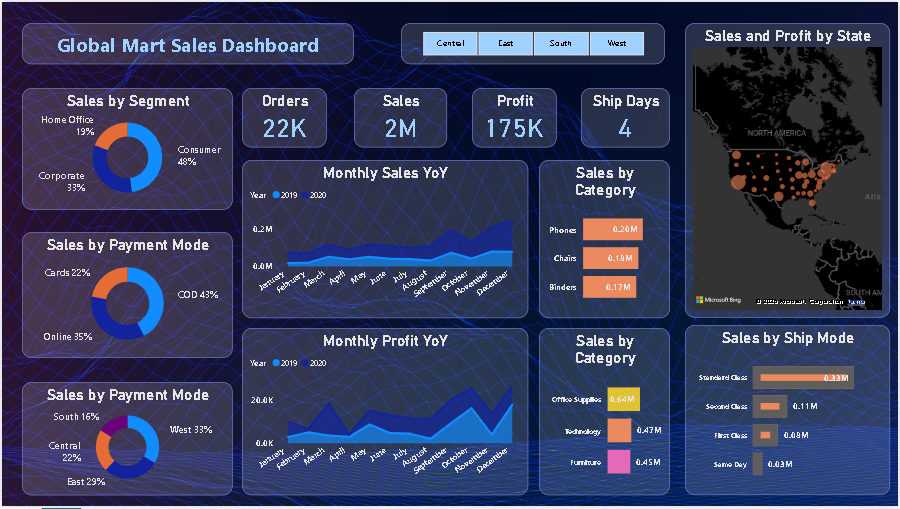 Global Mart Sales Dashboard
Central East South West
Sales and Profit by State
NORTH AMERICA
Atla
SOUTH AM
Microsoft Bing
© 2023 Microsoft Corporation Terms
Sales by Segment
Home Office
19%
Consumer
48%
Corporate
33%
Orders
22K
Sales
2M
Profit
175K
Ship Days
4
Monthly Sales YoY
Year 2019 2020
0.2M
0.0M
January February March April May June July August September October November December
Sales by
Category
Phones 0.20M
Chairs 0.18M
Binders 0.17M
Sales by Payment Mode
Cards 22%
COD 43%
Online 35%
Monthly Profit YoY
Year 2019 2020
20.0K
0.0K
January February March April May June July August September October November December
Sales by
Category
Office Supplies 0.64M
Technology 0.47M
Furniture 0.45M
Sales by Ship Mode
Standard Class 0.33M
Second Class 0.11M
First Class 0.08M
Same Day 0.03M
Sales by Payment Mode
South 16%
West 33%
Central
22%
East 29%